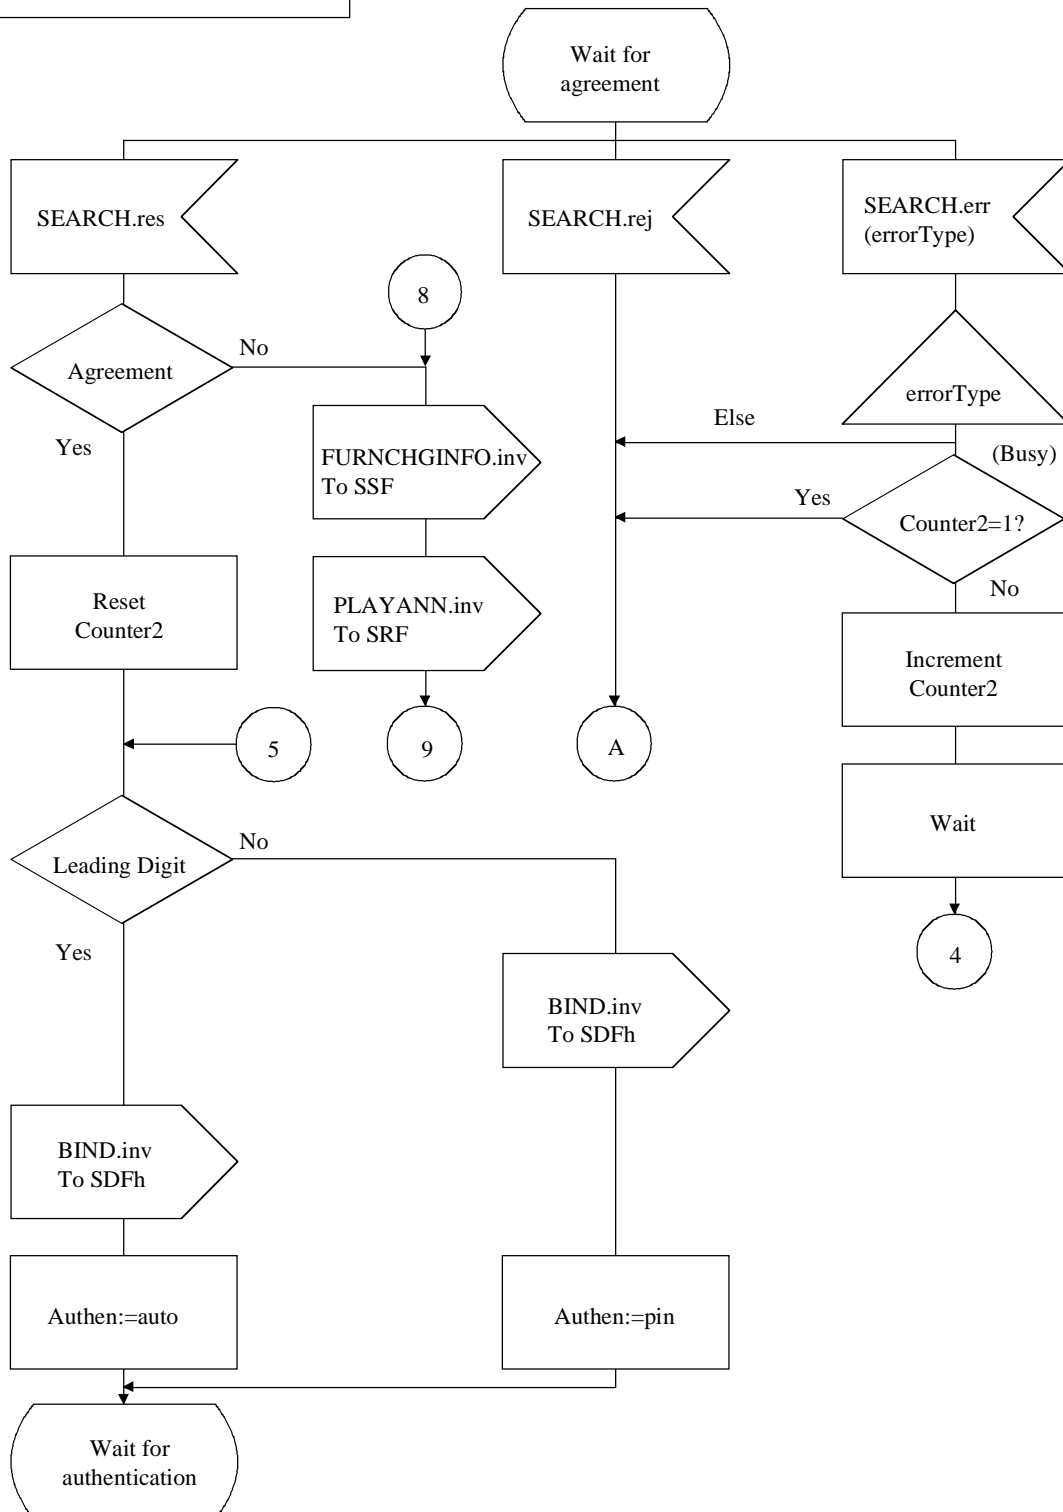 Wait for
agreement
SEARCH.res
SEARCH.rej
SEARCH.err
(errorType)
8
No
Agreement
errorType
Else
Yes
(Busy)
FURNCHGINFO.inv
To SSF
Yes
Counter2=1?
No
Reset
Counter2
PLAYANN.inv
To SRF
Increment
Counter2
5
9
A
Wait
No
Leading Digit
Yes
4
BIND.inv
To SDFh
BIND.inv
To SDFh
Authen:=auto
Authen:=pin
Wait for
authentication